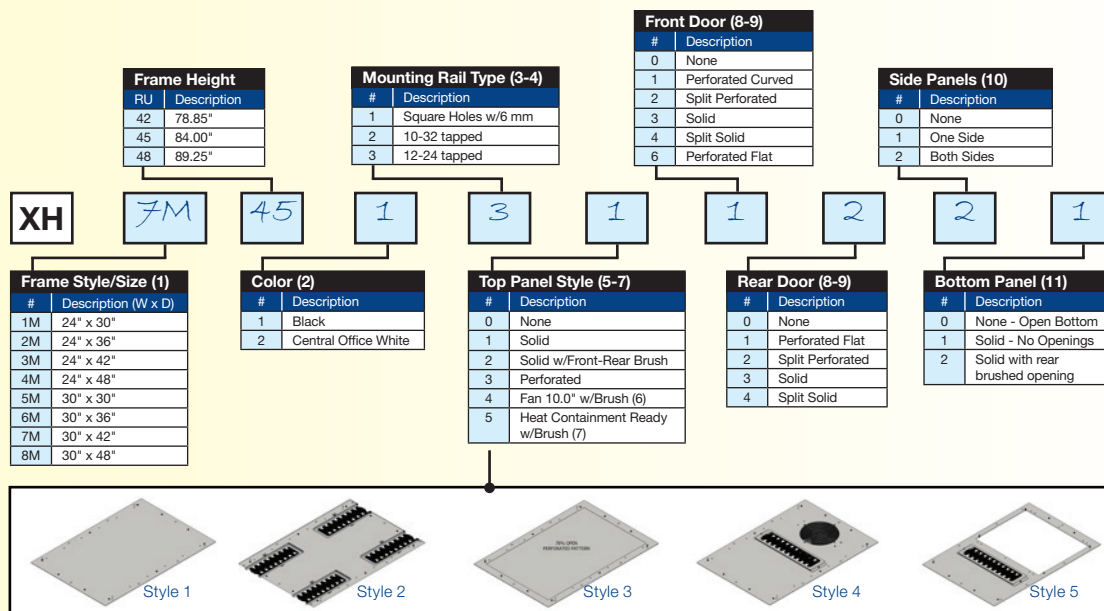 Front Door (8-9)
# Description
0 None
1 Perforated Curved
2 Split Perforated
3 Solid
4 Split Solid
6 Perforated Flat
Frame Height
RU Description
42 78.85"
45 84.00"
48 89.25"
Mounting Rail Type (3-4)
# Description
1 Square Holes w/6 mm
2 10-32 tapped
3 12-24 tapped
Side Panels (10)
# Description
0 None
1 One Side
2 Both Sides
XH 7M 45 1 3 1 1 2 2 1
Frame Style/Size (1)
# Description (W x D)
1M 24" x 30"
2M 24" x 36"
3M 24" x 42"
4M 24" x 48"
5M 30" x 30"
6M 30" x 36"
7M 30" x 42"
8M 30" x 48"
Color (2)
# Description
1 Black
2 Central Office White
Top Panel Style (5-7)
# Description
0 None
1 Solid
2 Solid w/Front-Rear Brush
3 Perforated
4 Fan 10.0" w/Brush (6)
5 Heat Containment Ready
w/Brush (7)
Rear Door (8-9)
# Description
0 None
1 Perforated Flat
2 Split Perforated
3 Solid
4 Split Solid
Bottom Panel (11)
# Description
0 None - Open Bottom
1 Solid - No Openings
2 Solid with rear
brushed opening
PERFORATED PATTERN
Style 1 Style 2 Style 3 Style 4 Style 5